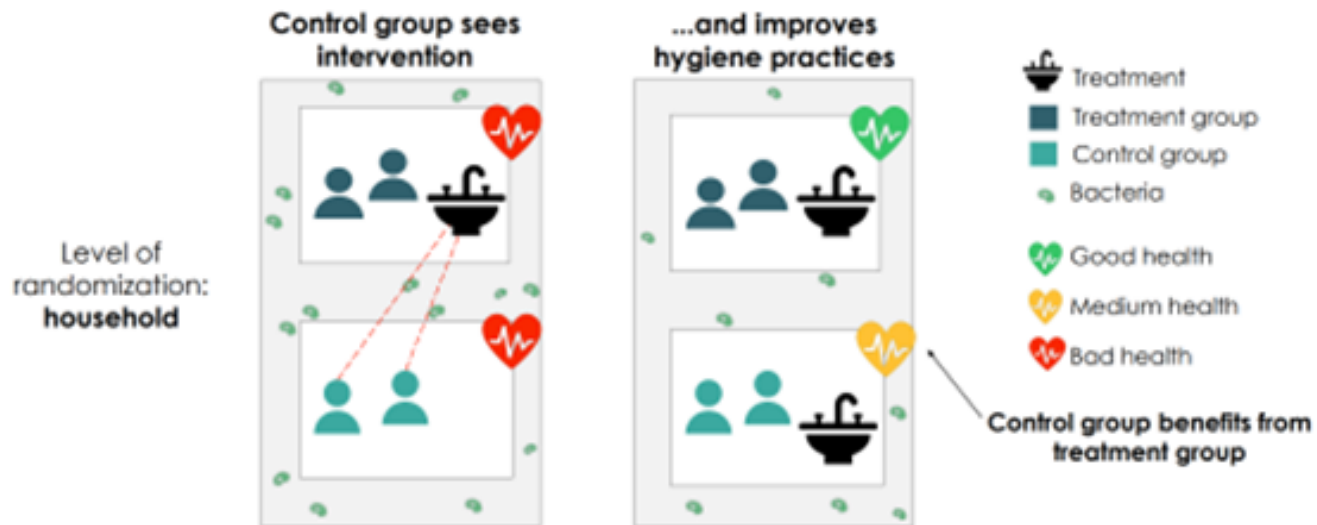 Control group sees
intervention
...and improves
hygiene practices
Level of
randomization:
household
Treatment
Treatment group
Control group
Bacteria
Good health
Medium health
Bad health
Control group benefits from
treatment group